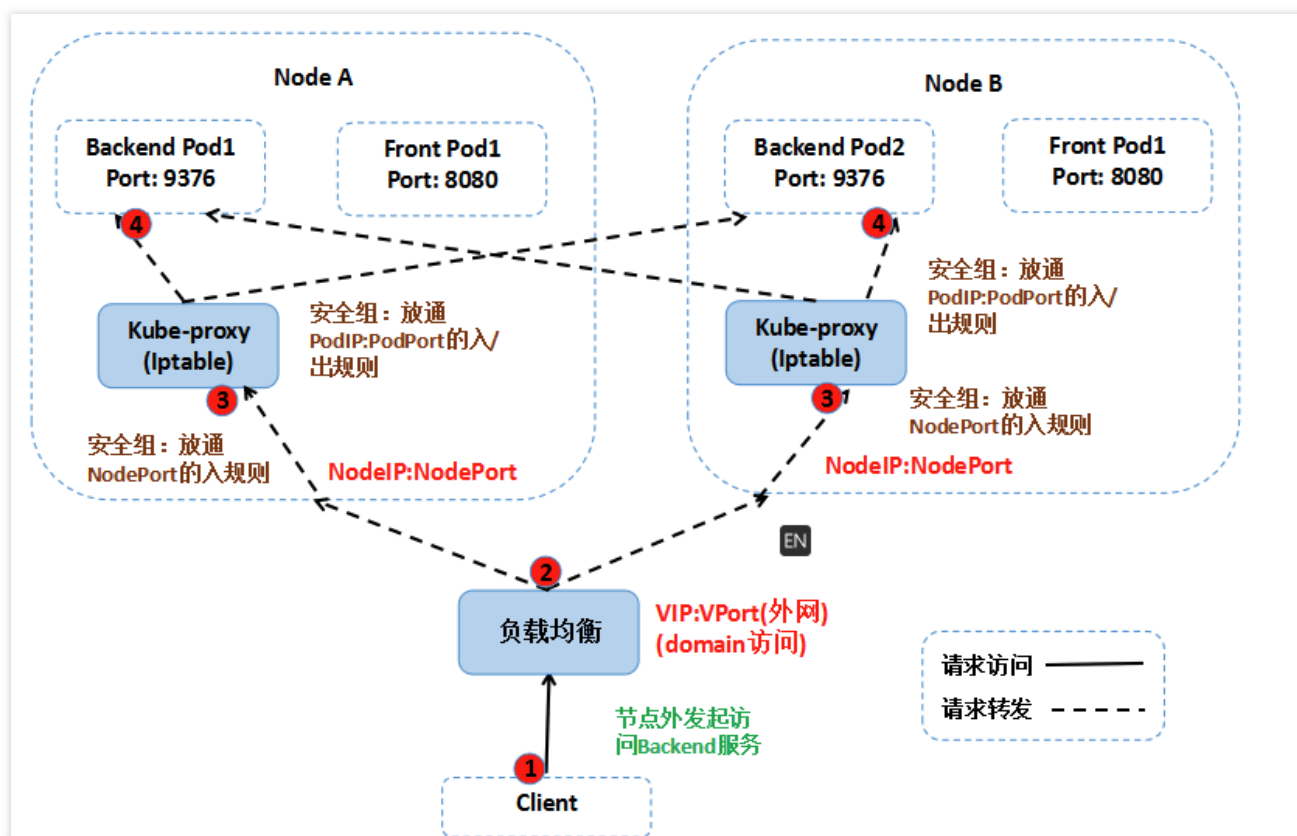 Node A
Backend Pod1
Port: 9376
Front Pod1
Port: 8080
4
安全组：放通
PodIP:PodPort的入/
出规则
Kube-proxy
(Iptable)
3
安全组：放通
NodePort的入规则
NodeIP:NodePort
Node B
Backend Pod2
Port: 9376
Front Pod1
Port: 8080
4
安全组：放通
PodIP:PodPort的入/
出规则
Kube-proxy
(Iptable)
3
安全组：放通
NodePort的入规则
NodeIP:NodePort
EN
2
负载均衡
VIP:VPort(外网)
(domain访问)
请求访问
请求转发
节点外发起访
问Backend服务
1
Client